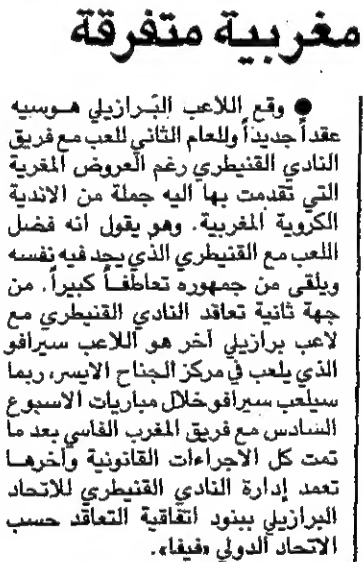 مغربية متفرقة
● وقع اللاعب البرازيلي هوسيه
عقداً جديداً وللعام الثاني للعب مع فريق
النادي القنيطري رغم العروض المغرية
التي تقدمت بها اليه جملة من الاندية
الكروية المغربية. وهو يقول انه فضل
اللعب مع القنيطري الذي يجد فيه نفسه
ويلقى من جمهوره تعاطفاً كبيراً. من
جهة ثانية تعاقد النادي القنيطري مع
لاعب برازيلي آخر هو اللاعب سيرافو
الذي يلعب في مركز الجناح الايسر، ربما
سيلعب سيرافو خلال مباريات الاسبوع
السادس مع فريق المغرب الفاسي بعد ما
تمت كل الاجراءات القانونية وآخرها
تعمد إدارة النادي القنيطري للاتحاد
البرازيلي ببنود اتفاقية التعاقد حسب
الاتحاد الدولي «فيفا».